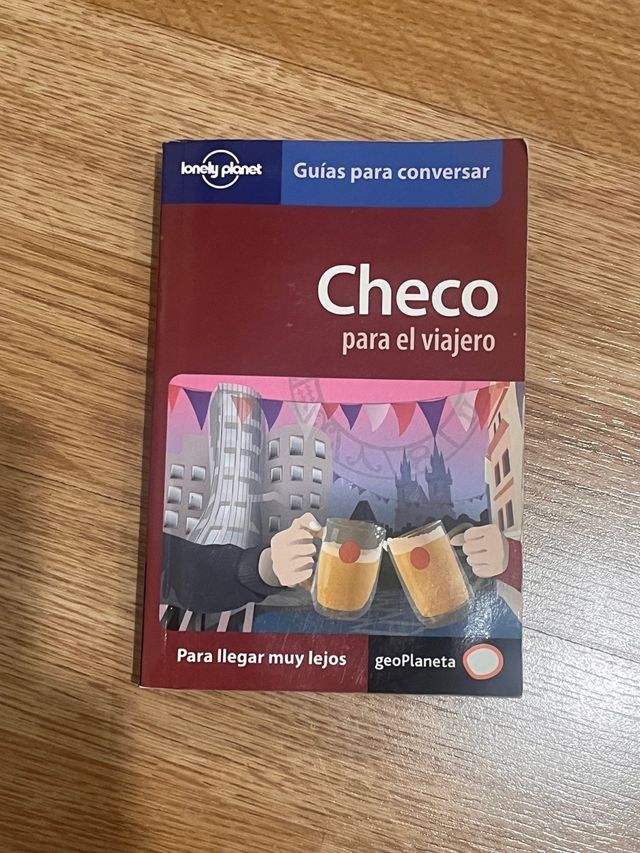 lonely planet
Guías para conversar
Checo
para el viajero
Para llegar muy lejos
geoPlaneta